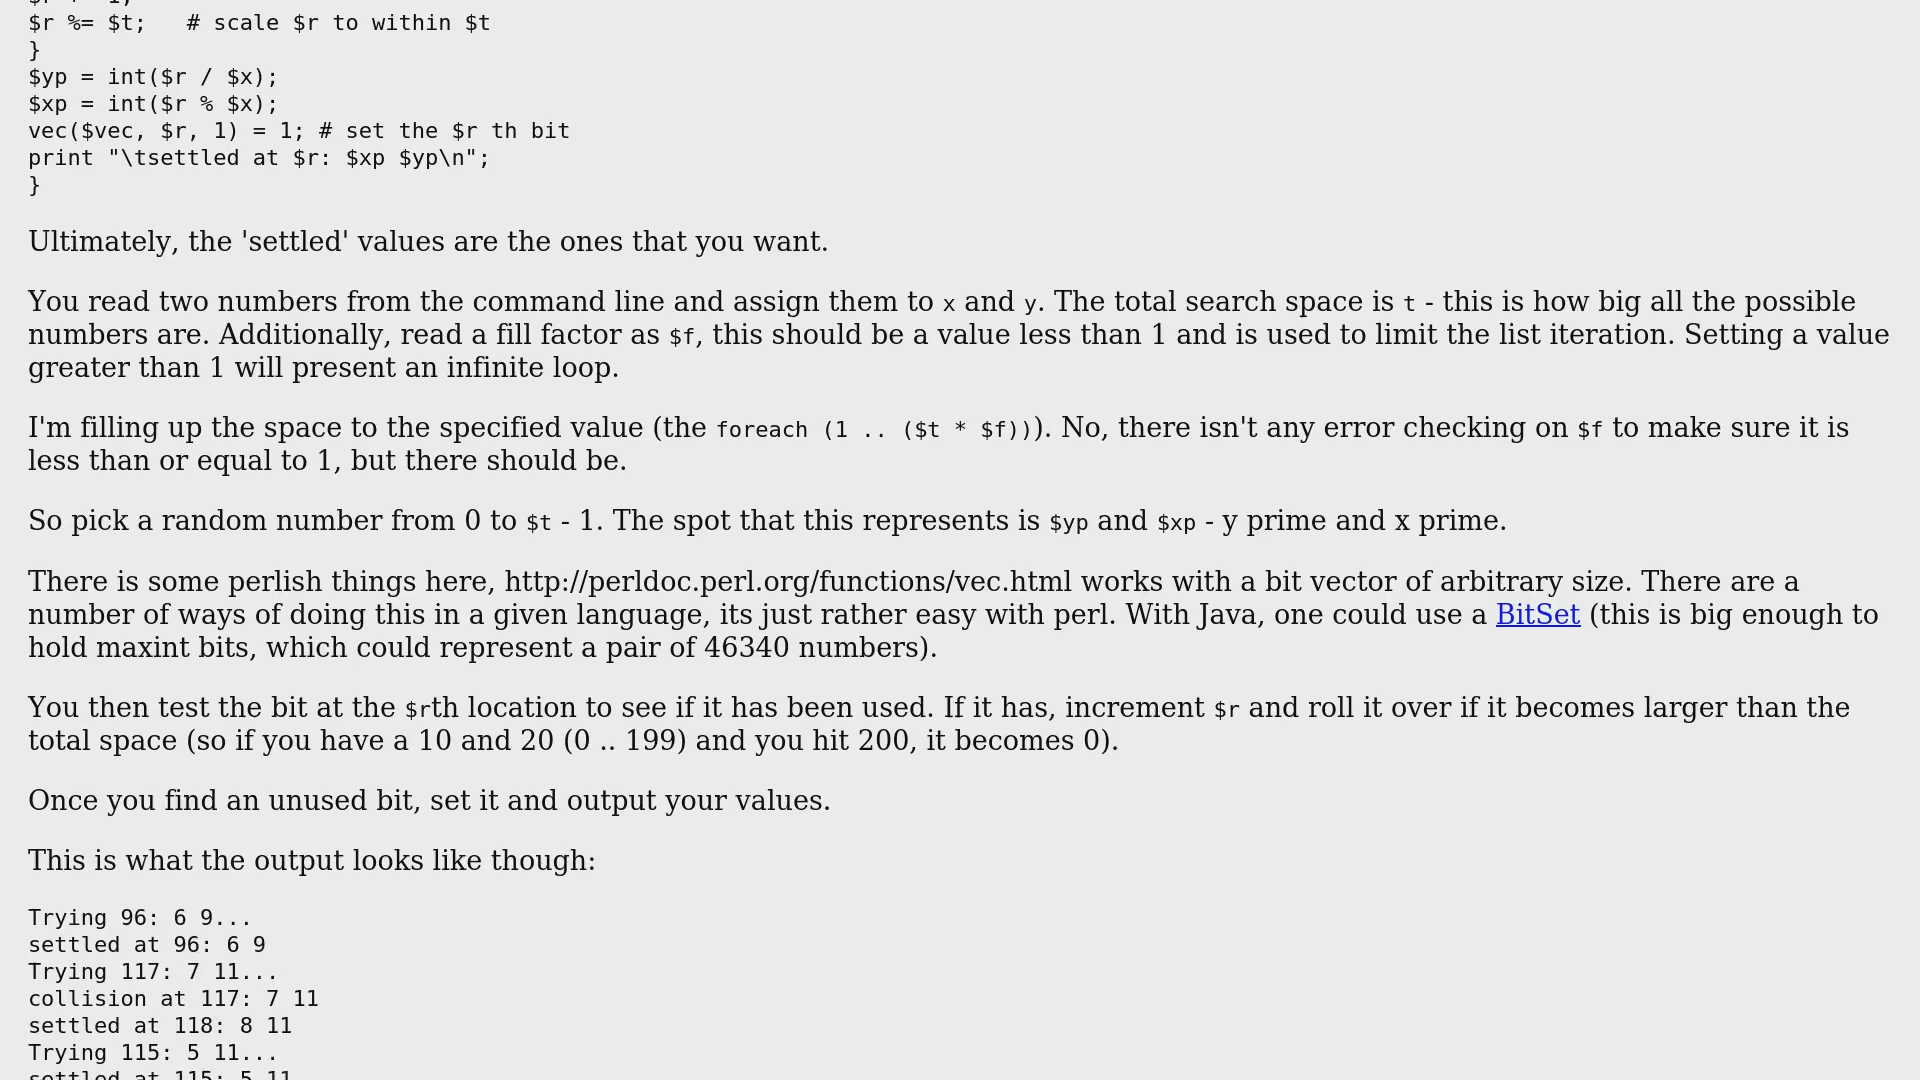 $r %= $t;   # scale $r to within $t
}
$yp = int($r / $x);
$xp = int($r % $x);
vec($vec, $r, 1) = 1; # set the $r th bit
print "\tsettled at $r: $xp $yp\n";
}
Ultimately, the 'settled' values are the ones that you want.
You read two numbers from the command line and assign them to x and y. The total search space is t - this is how big all the possible
numbers are. Additionally, read a fill factor as $f, this should be a value less than 1 and is used to limit the list iteration. Setting a value
greater than 1 will present an infinite loop.
I'm filling up the space to the specified value (the foreach (1 .. ($t * $f))). No, there isn't any error checking on $f to make sure it is
less than or equal to 1, but there should be.
So pick a random number from 0 to $t - 1. The spot that this represents is $yp and $xp - y prime and x prime.
There is some perlish things here, http://perldoc.perl.org/functions/vec.html works with a bit vector of arbitrary size. There are a
number of ways of doing this in a given language, its just rather easy with perl. With Java, one could use a BitSet (this is big enough to
hold maxint bits, which could represent a pair of 46340 numbers).
You then test the bit at the $rth location to see if it has been used. If it has, increment $r and roll it over if it becomes larger than the
total space (so if you have a 10 and 20 (0 .. 199) and you hit 200, it becomes 0).
Once you find an unused bit, set it and output your values.
This is what the output looks like though:
Trying 96: 6 9...
settled at 96: 6 9
Trying 117: 7 11...
collision at 117: 7 11
settled at 118: 8 11
Trying 115: 5 11...
settled at 115: 5 11